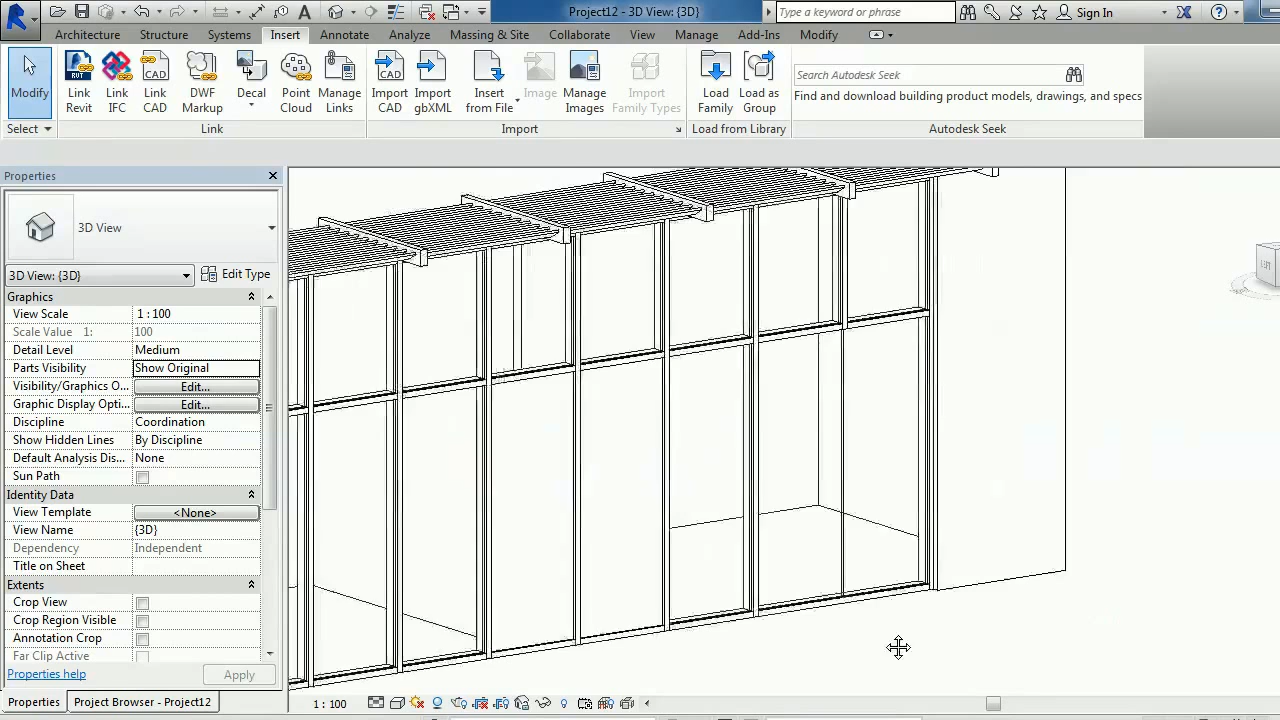 Project12 - 3D View: {3D}
Type a keyword or phrase
Sign In
Architecture Structure Systems Insert Annotate Analyze Massing & Site Collaborate View Manage Add-Ins Modify
Modify
Link Revit
Link IFC
Link CAD
DWF Markup
Decal
Point Cloud
Manage Links
Import CAD
Import gbXML
Insert from File
Image
Manage Images
Import Family Types
Load Family
Load as Group
Search Autodesk Seek
Find and download building product models, drawings, and specs
Select
Link
Import
Load from Library
Autodesk Seek
Properties
3D View
3D View: {3D}
Edit Type
Graphics
View Scale 1 : 100
Scale Value 1: 100
Detail Level Medium
Parts Visibility Show Original
Visibility/Graphics O... Edit...
Graphic Display Opti... Edit...
Discipline Coordination
Show Hidden Lines By Discipline
Default Analysis Dis... None
Sun Path
Identity Data
View Template <None>
View Name {3D}
Dependency Independent
Title on Sheet
Extents
Crop View
Crop Region Visible
Annotation Crop
Far Clip Active
Properties help
Apply
Properties
Project Browser - Project12
1 : 100